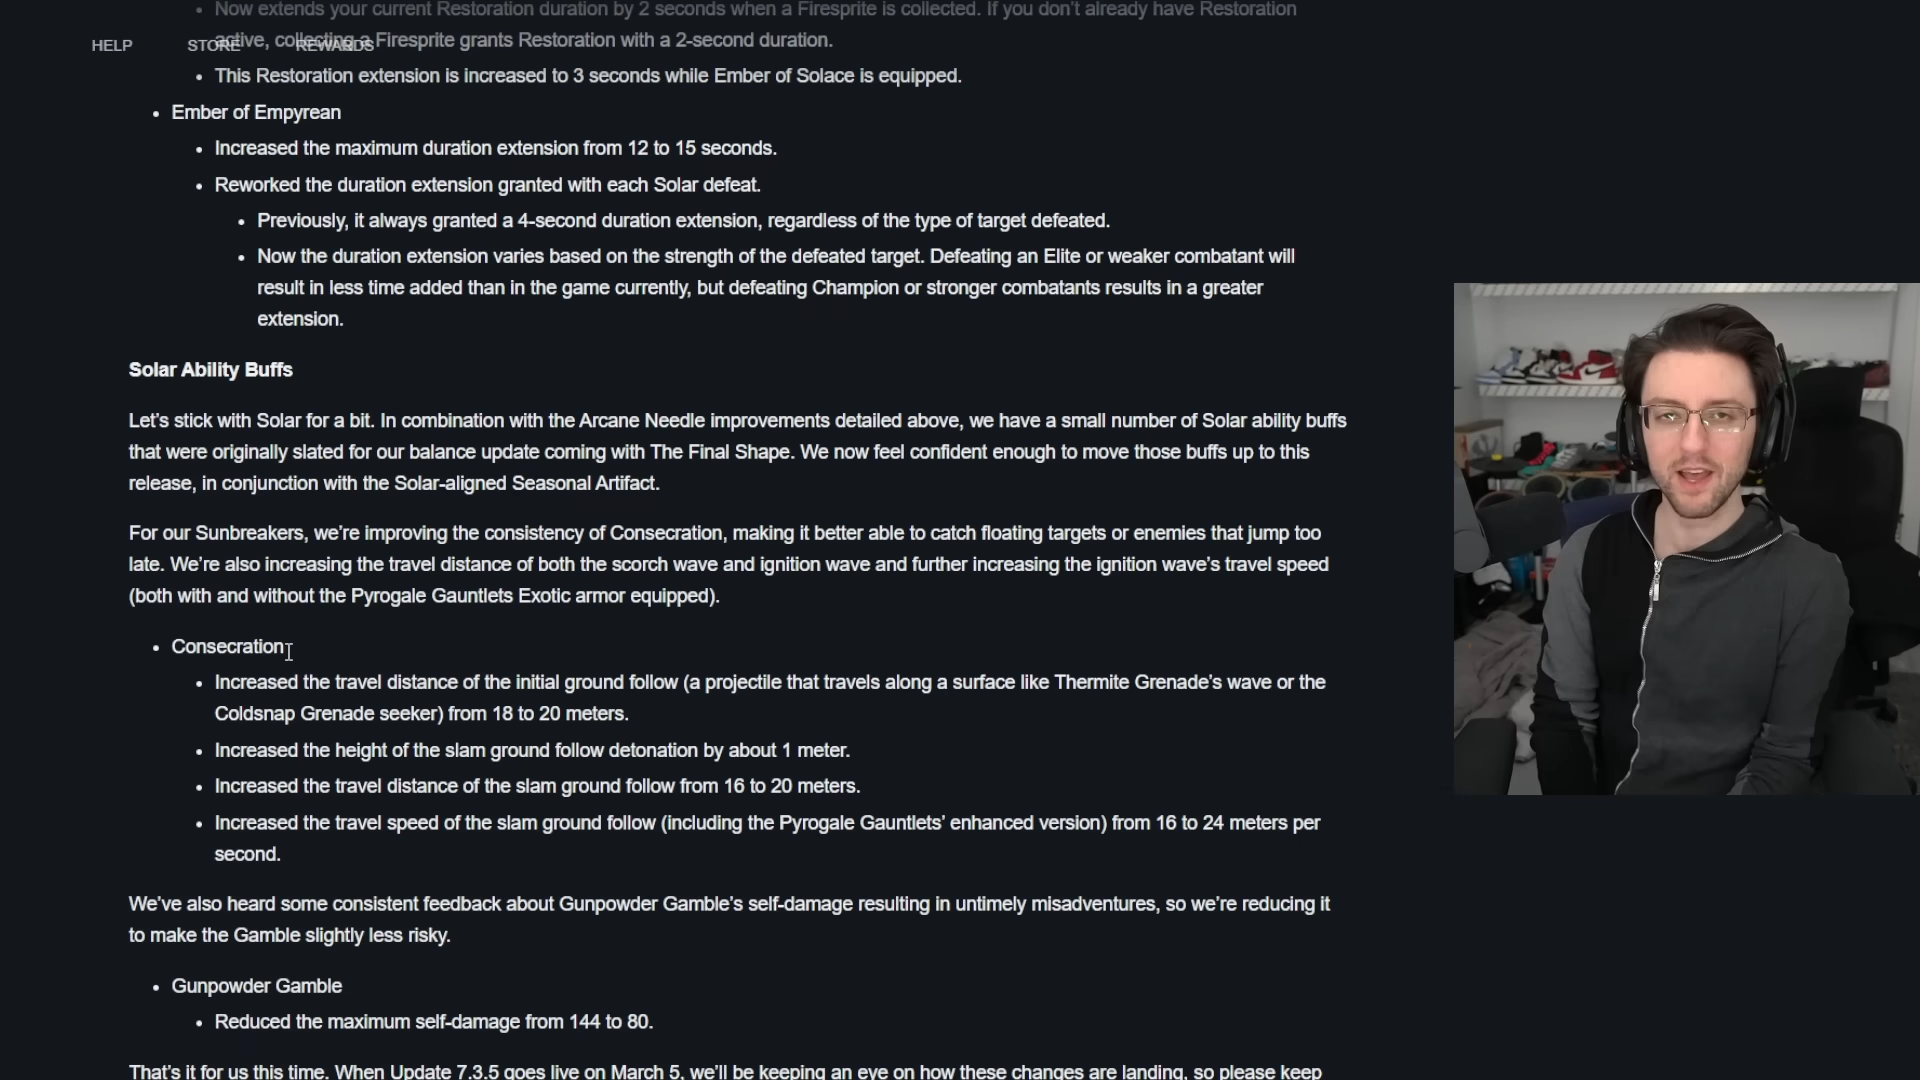 Now extends your current Restoration duration by 2 seconds when a Firesprite is collected. If you don't already have Restoration
HELP
STORE
REWARDS
active, collecting a Firesprite grants Restoration with a 2-second duration.
This Restoration extension is increased to 3 seconds while Ember of Solace is equipped.
Ember of Empyrean
Increased the maximum duration extension from 12 to 15 seconds.
Reworked the duration extension granted with each Solar defeat.
Previously, it always granted a 4-second duration extension, regardless of the type of target defeated.
Now the duration extension varies based on the strength of the defeated target. Defeating an Elite or weaker combatant will
result in less time added than in the game currently, but defeating Champion or stronger combatants results in a greater
extension.
Solar Ability Buffs
Let's stick with Solar for a bit. In combination with the Arcane Needle improvements detailed above, we have a small number of Solar ability buffs
that were originally slated for our balance update coming with The Final Shape. We now feel confident enough to move those buffs up to this
release, in conjunction with the Solar-aligned Seasonal Artifact.
For our Sunbreakers, we're improving the consistency of Consecration, making it better able to catch floating targets or enemies that jump too
late. We're also increasing the travel distance of both the scorch wave and ignition wave and further increasing the ignition wave's travel speed
(both with and without the Pyrogale Gauntlets Exotic armor equipped).
Consecration
Increased the travel distance of the initial ground follow (a projectile that travels along a surface like Thermite Grenade's wave or the
Coldsnap Grenade seeker) from 18 to 20 meters.
Increased the height of the slam ground follow detonation by about 1 meter.
Increased the travel distance of the slam ground follow from 16 to 20 meters.
Increased the travel speed of the slam ground follow (including the Pyrogale Gauntlets' enhanced version) from 16 to 24 meters per
second.
We've also heard some consistent feedback about Gunpowder Gamble's self-damage resulting in untimely misadventures, so we're reducing it
to make the Gamble slightly less risky.
Gunpowder Gamble
Reduced the maximum self-damage from 144 to 80.
That's it for us this time. When Update 7.3.5 goes live on March 5, we'll be keeping an eye on how these changes are landing, so please keep